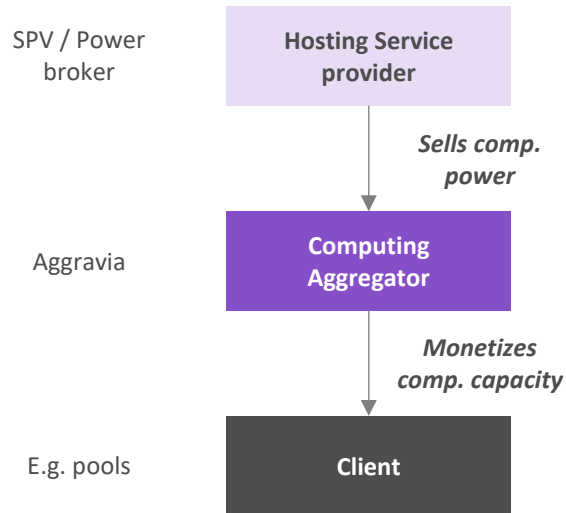 SPV / Power
broker
Hosting Service
provider
Sells comp.
power
Aggravia
Computing
Aggregator
Monetizes
comp. capacity
E.g. pools
Client